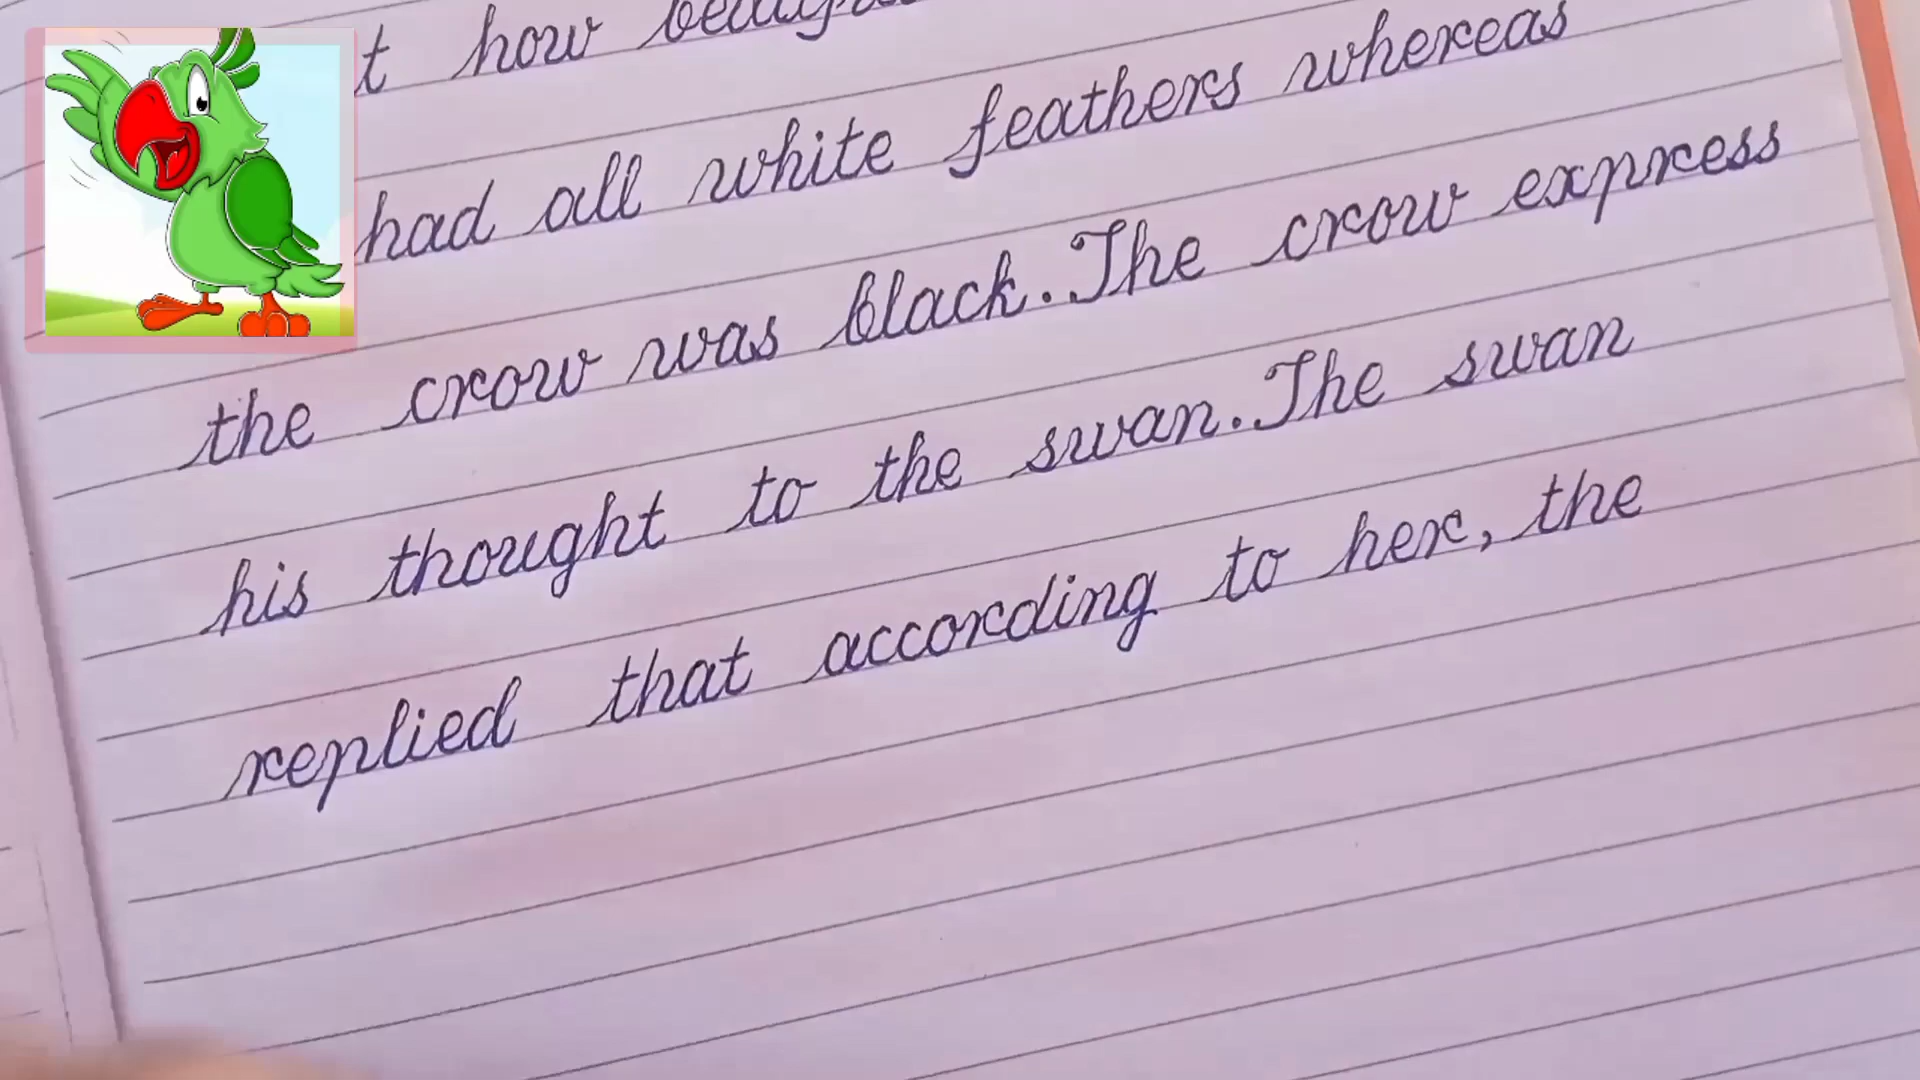 t how
had all white feathers whereas
the crow was black. The crow express
his thought to the swan. The swan
replied that according to her, the